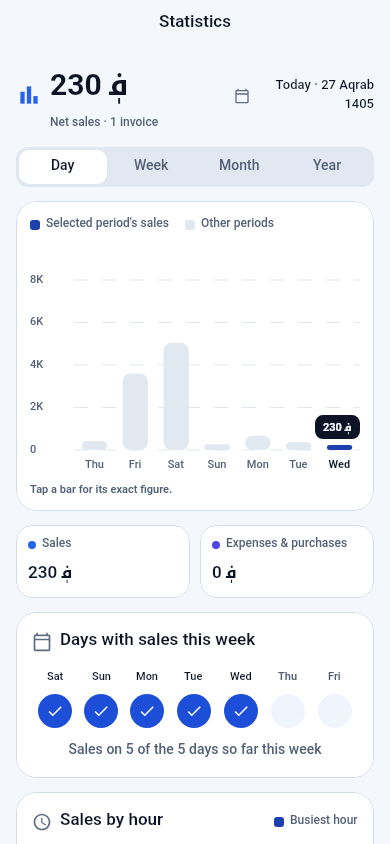 Statistics
230 ؋
Today · 27 Aqrab
1405
Net sales · 1 invoice
Day Week Month Year
Selected period's sales Other periods
8K
6K
4K
2K
230 ؋
0
Thu Fri Sat Sun Mon Tue Wed
Tap a bar for its exact figure.
Sales Expenses & purchases
230 ؋ 0 ؋
Days with sales this week
Sat Sun Mon Tue Wed Thu Fri
Sales on 5 of the 5 days so far this week
Sales by hour Busiest hour